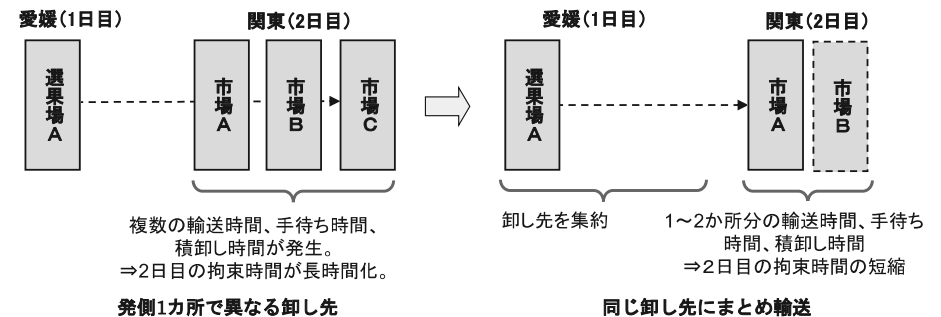 愛媛(1日目)
関東(2日目)
選果場A
市場A
市場B
市場C
複数の輸送時間、手待ち時間、
積卸し時間が発生。
⇒2日目の拘束時間が長時間化。
発側1カ所で異なる卸し先
愛媛(1日目)
関東(2日目)
選果場A
市場A
市場B
卸し先を集約
1～2か所分の輸送時間、手待ち
時間、積卸し時間
⇒2日目の拘束時間の短縮
同じ卸し先にまとめ輸送